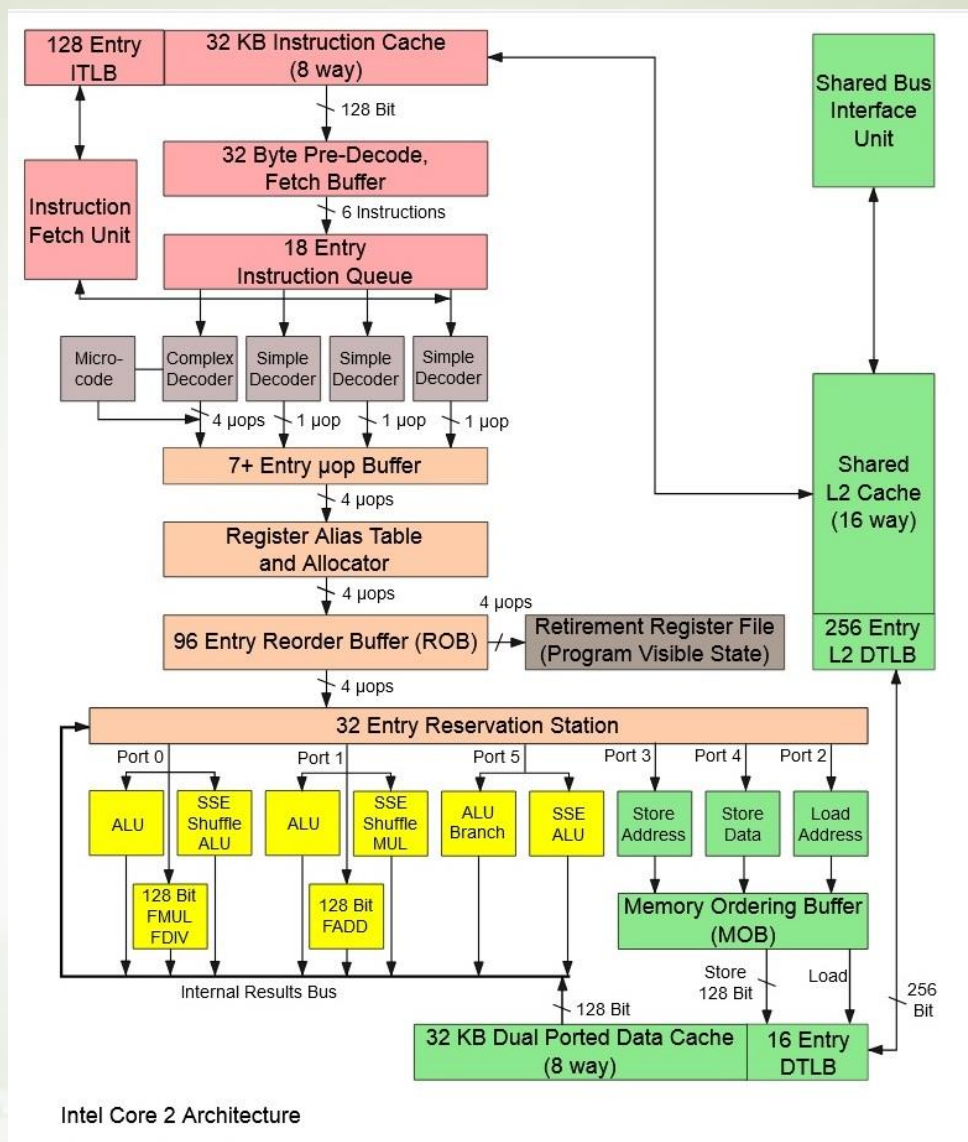 128 Entry
ITLB
32 KB Instruction Cache
(8 way)
Shared Bus
Interface
Unit
128 Bit
32 Byte Pre-Decode,
Fetch Buffer
Instruction
Fetch Unit
6 Instructions
18 Entry
Instruction Queue
Micro-
code
Complex
Decoder
Simple
Decoder
Simple
Decoder
Simple
Decoder
4 µops
1 µop
1 µop
1 µop
Shared
L2 Cache
(16 way)
7+ Entry µop Buffer
4 µops
Register Alias Table
and Allocator
4 µops
4 µops
96 Entry Reorder Buffer (ROB)
Retirement Register File
(Program Visible State)
256 Entry
L2 DTLB
4 µops
32 Entry Reservation Station
Port 0
Port 1
Port 5
Port 3
Port 4
Port 2
ALU
SSE
Shuffle
ALU
ALU
SSE
Shuffle
MUL
ALU
Branch
SSE
ALU
Store
Address
Store
Data
Load
Address
128 Bit
FMUL
FDIV
128 Bit
FADD
Memory Ordering Buffer
(MOB)
Internal Results Bus
Store
128 Bit
Load
256
Bit
128 Bit
32 KB Dual Ported Data Cache
(8 way)
16 Entry
DTLB
Intel Core 2 Architecture